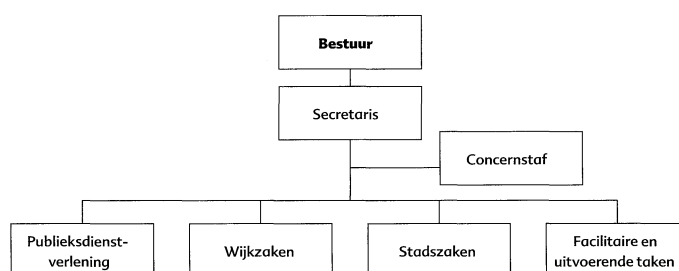 Bestuur
Secretaris
Concernstaf
Publieksdienst-
verlening
Wijkzaken
Stadszaken
Facilitaire en
uitvoerende taken